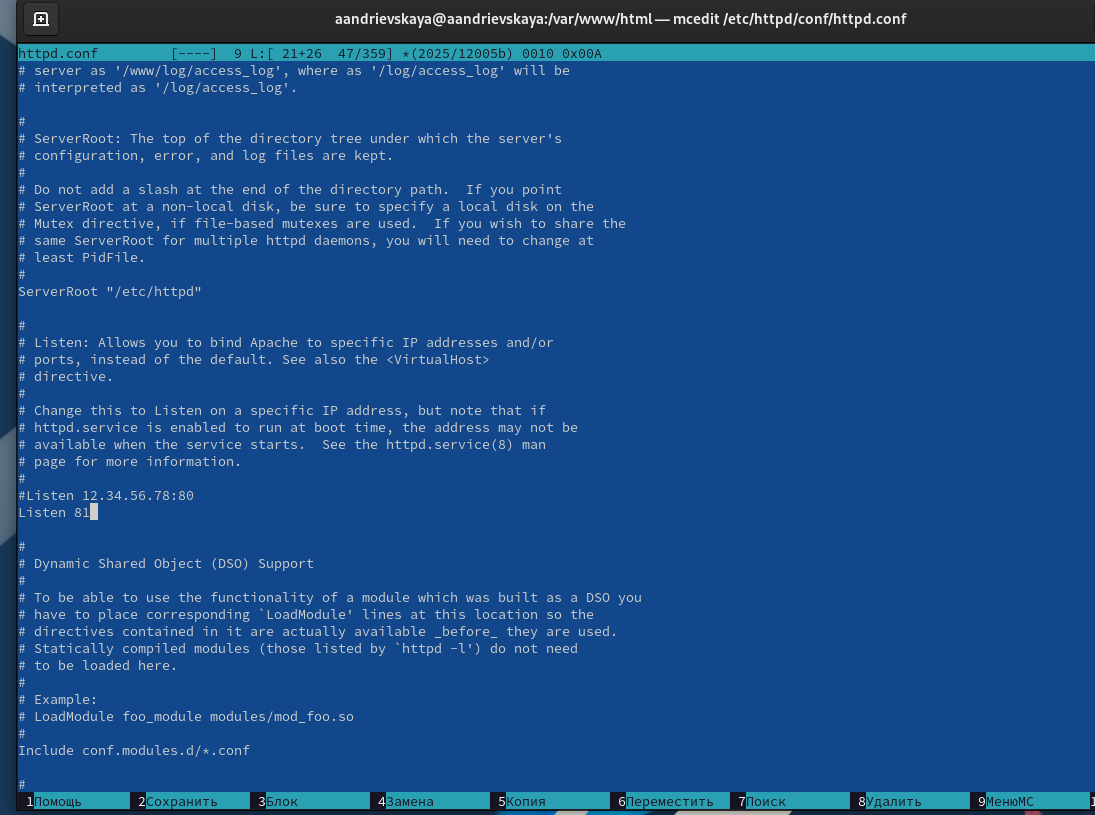 aandrievskaya@aandrievskaya:/var/www/html — mcedit /etc/httpd/conf/httpd.conf
httpd.conf         [----]  9 L:[ 21+26  47/359] *(2025/12005b) 0010 0x00A
# server as '/www/log/access_log', where as '/log/access_log' will be
# interpreted as '/log/access_log'.
#
# ServerRoot: The top of the directory tree under which the server's
# configuration, error, and log files are kept.
#
# Do not add a slash at the end of the directory path.  If you point
# ServerRoot at a non-local disk, be sure to specify a local disk on the
# Mutex directive, if file-based mutexes are used.  If you wish to share the
# same ServerRoot for multiple httpd daemons, you will need to change at
# least PidFile.
#
ServerRoot "/etc/httpd"
#
# Listen: Allows you to bind Apache to specific IP addresses and/or
# ports, instead of the default. See also the <VirtualHost>
# directive.
#
# Change this to Listen on a specific IP address, but note that if
# httpd.service is enabled to run at boot time, the address may not be
# available when the service starts.  See the httpd.service(8) man
# page for more information.
#
#Listen 12.34.56.78:80
Listen 81
#
# Dynamic Shared Object (DSO) Support
#
# To be able to use the functionality of a module which was built as a DSO you
# have to place corresponding `LoadModule' lines at this location so the
# directives contained in it are actually available _before_ they are used.
# Statically compiled modules (those listed by `httpd -l') do not need
# to be loaded here.
#
# Example:
# LoadModule foo_module modules/mod_foo.so
#
Include conf.modules.d/*.conf
#
1Помощь 2Сохранить 3Блок 4Замена 5Копия 6Переместить 7Поиск 8Удалить 9МенюМС 1